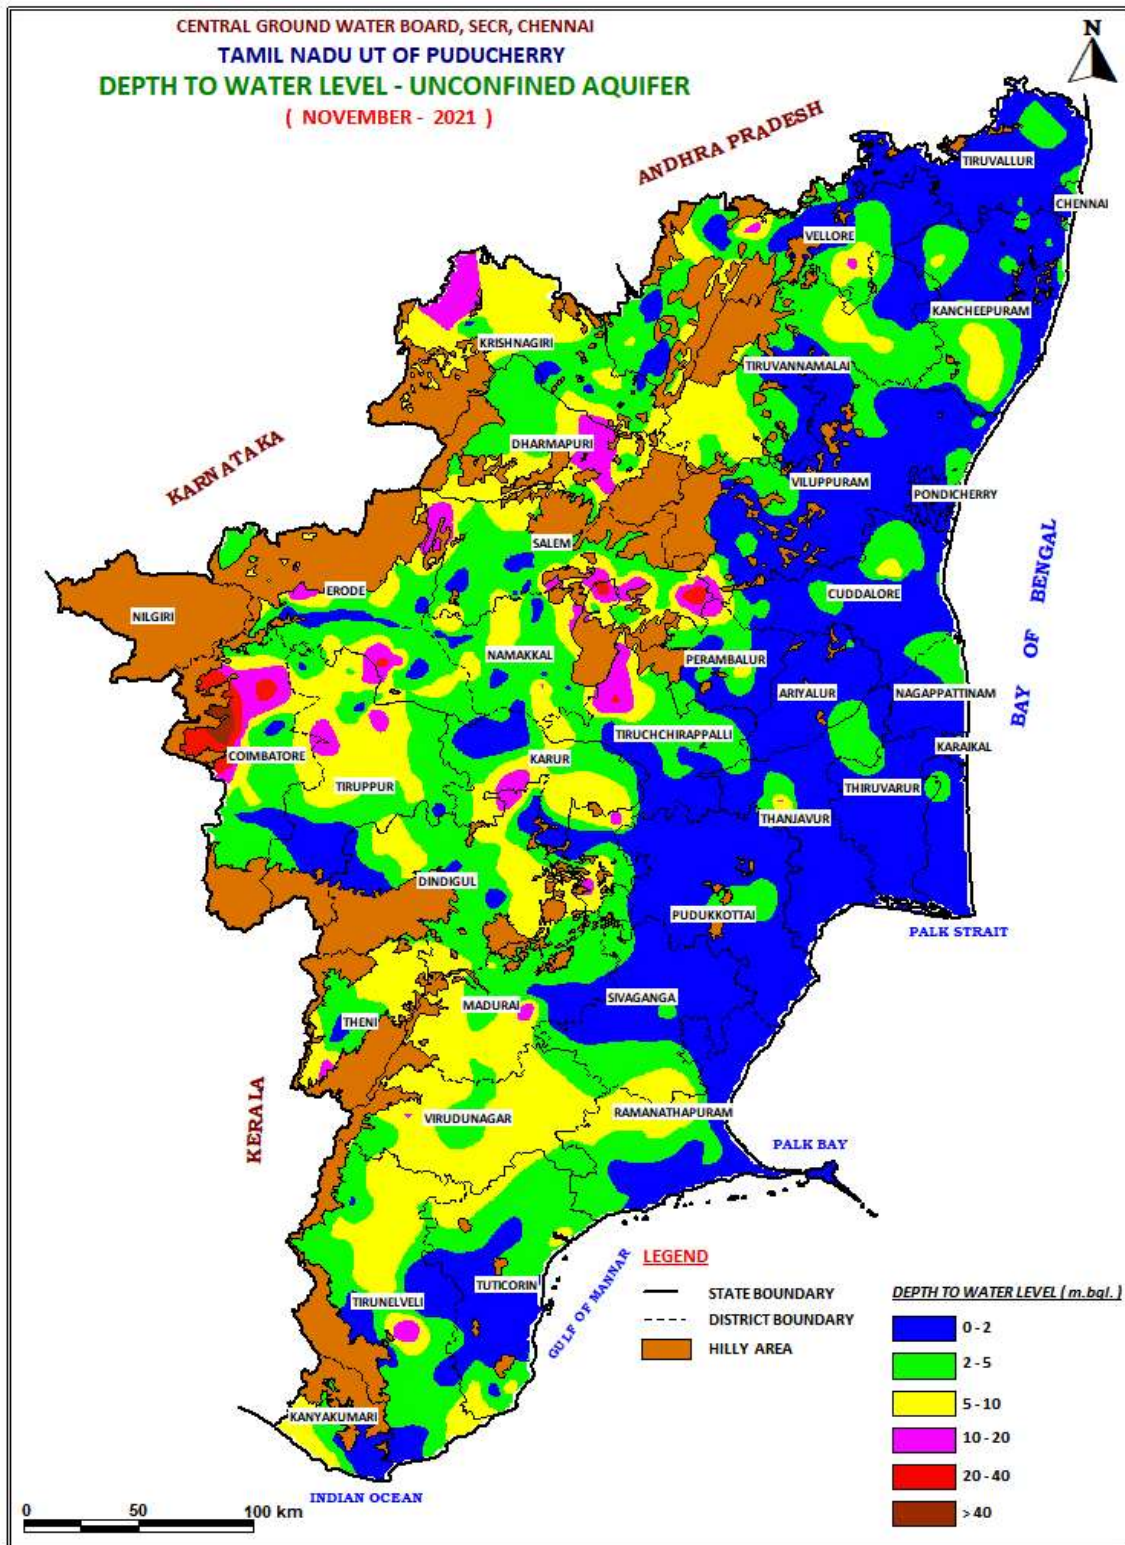 CENTRAL GROUND WATER BOARD, SECR, CHENNAI
TAMIL NADU UT OF PUDUCHERRY
DEPTH TO WATER LEVEL - UNCONFINED AQUIFER
( NOVEMBER - 2021 )
N
ANDHRA PRADESH
TIRUVALLUR
CHENNAI
VELLORE
KANCHEEPURAM
KRISHNAGIRI
TIRUVANNAMALAI
KARNATAKA
DHARMAPURI
VILUPPURAM
PONDICHERRY
SALEM
BAY OF BENGAL
ERODE
CUDDALORE
NILGIRI
NAMAKKAL
PERAMBALUR
ARIYALUR
NAGAPPATTINAM
TIRUCHCHIRAPPALLI
KARAIKAL
COIMBATORE
KARUR
TIRUPPUR
THIRUVARUR
THANJAVUR
DINDIGUL
PUDUKKOTTAI
PALK STRAIT
SIVAGANGA
MADURAI
THENI
KERALA
VIRUDUNAGAR
RAMANATHAPURAM
PALK BAY
TUTICORIN
GULF OF MANNAR
TIRUNELVELI
KANYAKUMARI
INDIAN OCEAN
LEGEND
STATE BOUNDARY
DISTRICT BOUNDARY
HILLY AREA
DEPTH TO WATER LEVEL ( m.bgl. )
0 - 2
2 - 5
5 - 10
10 - 20
20 - 40
> 40
0 50 100 km